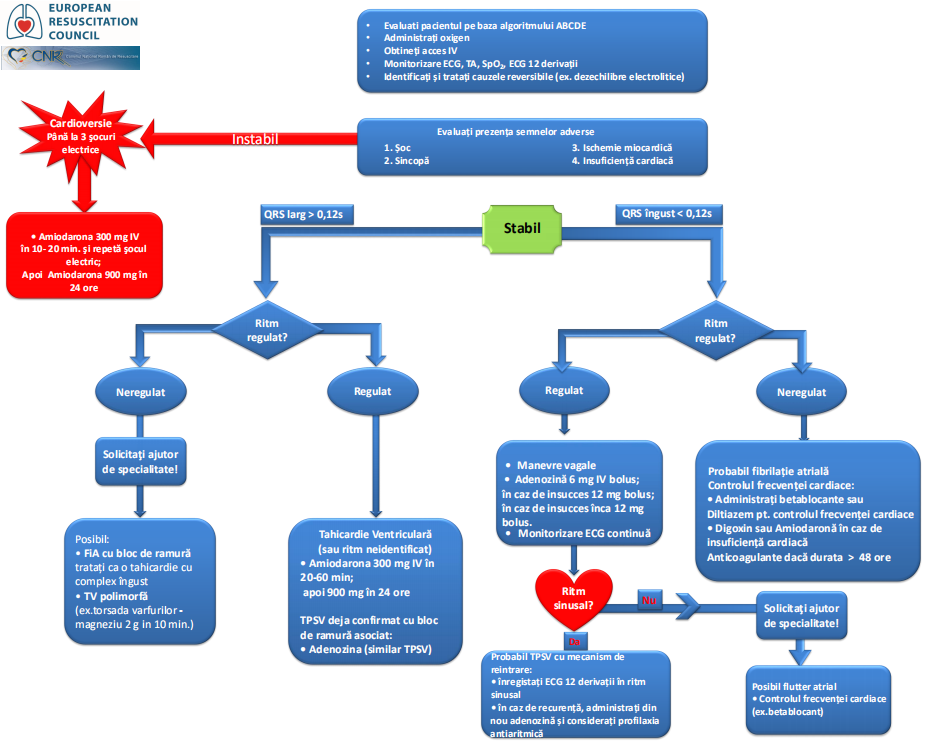 EUROPEAN
RESUSCITATION
COUNCIL
CNRR Consiliul Național Român de Resuscitare
• Evaluati pacientul pe baza algoritmului ABCDE
• Administrați oxigen
• Obtineți acces IV
• Monitorizare ECG, TA, SpO₂, ECG 12 derivații
• Identificați și tratați cauzele reversibile (ex. dezechilibre electrolitice)
Cardioversie
Până la 3 șocuri
electrice
Instabil
Evaluați prezența semnelor adverse
1. Șoc
2. Sincopă
3. Ischemie miocardică
4. Insuficiență cardiacă
• Amiodarona 300 mg IV
în 10- 20 min. și repetă șocul
electric;
Apoi Amiodarona 900 mg în
24 ore
QRS larg > 0,12s
Stabil
QRS îngust < 0,12s
Ritm
regulat?
Ritm
regulat?
Neregulat
Regulat
Regulat
Neregulat
Solicitați ajutor
de specialitate!
Posibil:
• FiA cu bloc de ramură
tratați ca o tahicardie cu
complex îngust
• TV polimorfă
(ex.torsada varfurilor -
magneziu 2 g in 10 min.)
Tahicardie Ventriculară
(sau ritm neidentificat)
• Amiodarona 300 mg IV în
20-60 min;
apoi 900 mg în 24 ore
TPSV deja confirmat cu bloc
de ramură asociat:
• Adenozina (similar TPSV)
• Manevre vagale
• Adenozină 6 mg IV bolus;
în caz de insucces 12 mg bolus;
în caz de insucces înca 12 mg
bolus.
• Monitorizare ECG continuă
Probabil fibrilație atrială
Controlul frecvenței cardiace:
• Administrați betablocante sau
Diltiazem pt. controlul frecvenței cardiace
• Digoxin sau Amiodaronă în caz de
insuficiență cardiacă
Anticoagulante dacă durata > 48 ore
Ritm
sinusal?
Nu
Da
Solicitați ajutor
de specialitate!
Probabil TPSV cu mecanism de
reintrare:
• înregistați ECG 12 derivații în ritm
sinusal
• în caz de recurență, administrați din
nou adenozină și considerați profilaxia
antiaritmică
Posibil flutter atrial
• Controlul frecvenței cardiace
(ex.betablocant)